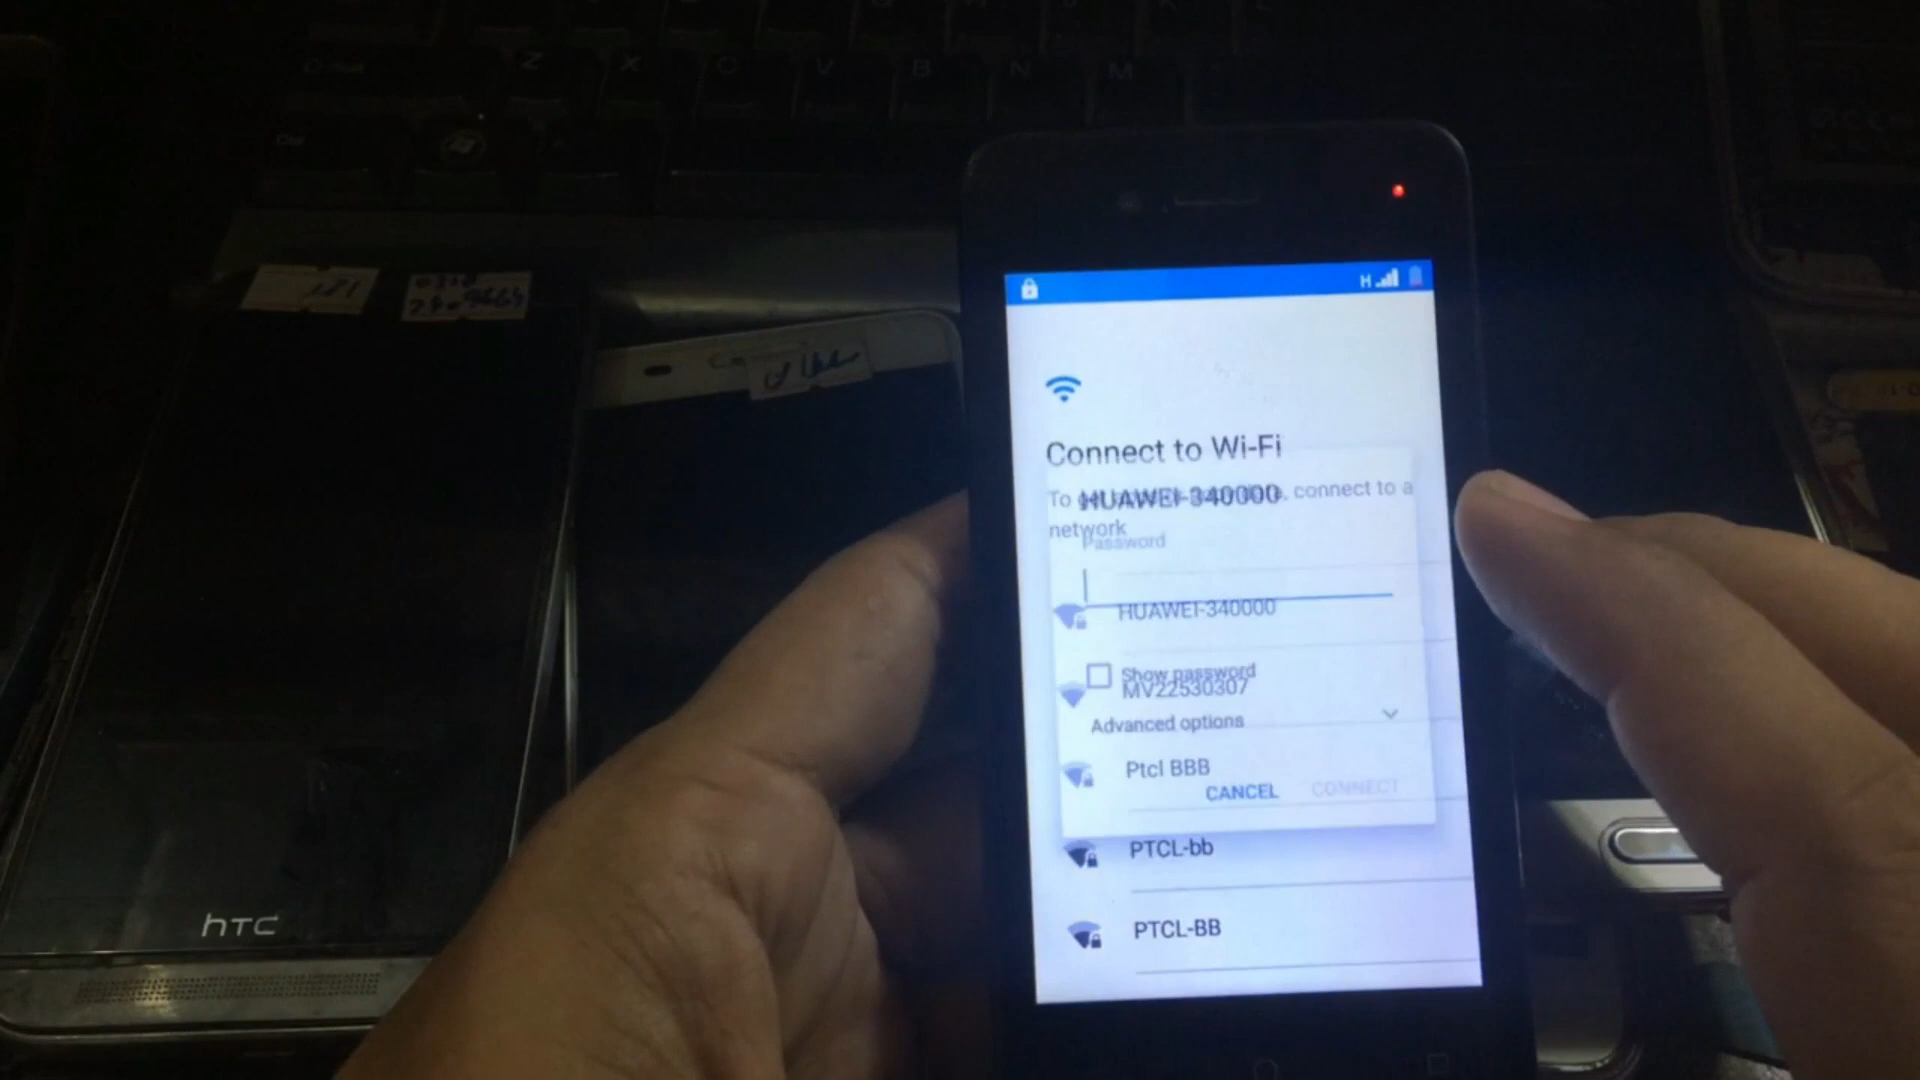 Z X C V B N M
H
Connect to Wi-Fi
To g , connect to a
network
HUAWEI-340000
Password
HUAWEI-340000
Show password
MV22530307
Advanced options
Ptcl BBB
CANCEL CONNECT
PTCL-bb
PTCL-BB
hTC